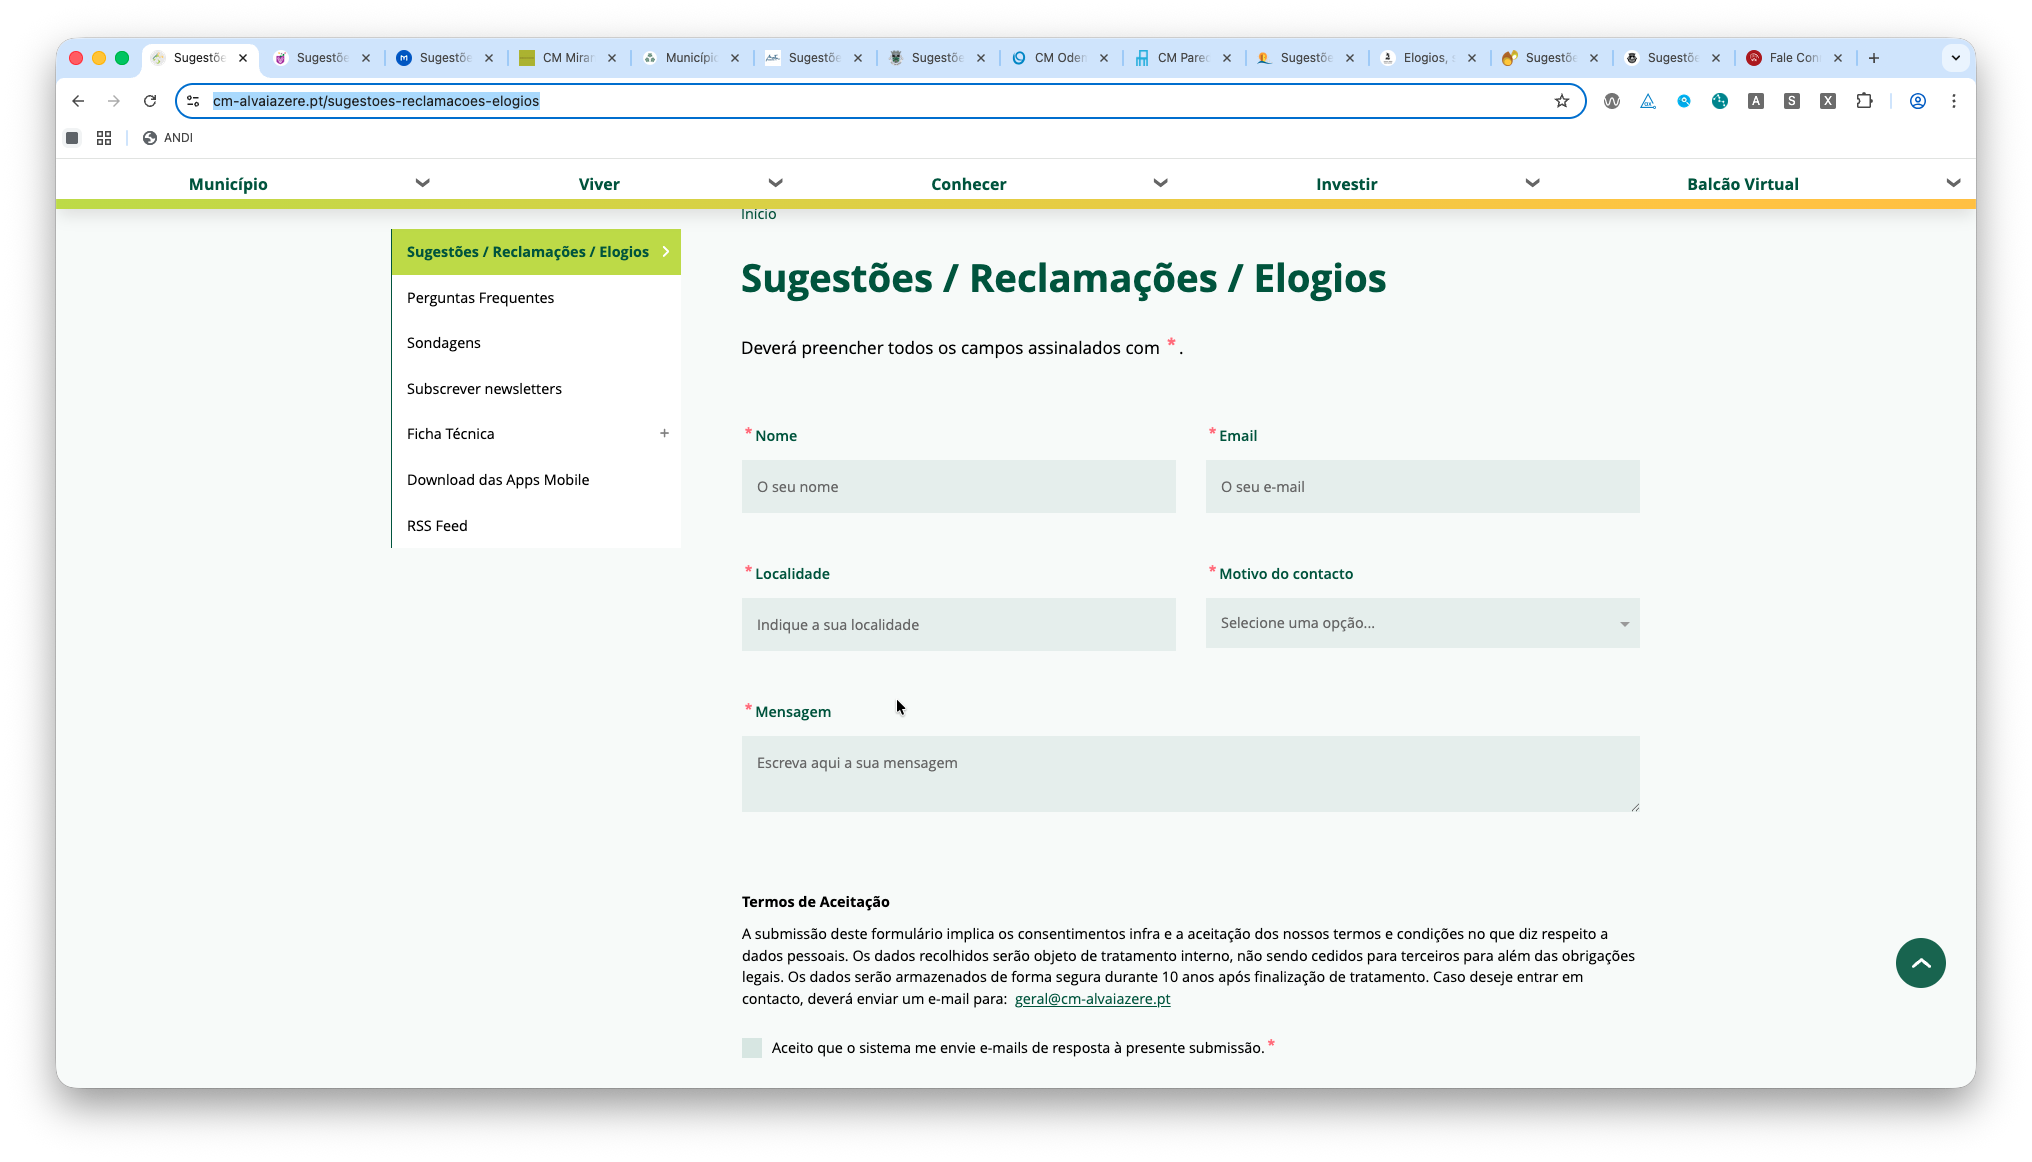 Sugestõe
Sugestõe
Sugestõe
CM Miran
Município
Sugestõe
Sugestõe
CM Odem
CM Pared
Sugestõe
Elogios, s
Sugestõe
Sugestõe
Fale Con
cm-alvaiazere.pt/sugestoes-reclamacoes-elogios
A
S
X
ANDI
Município
Viver
Conhecer
Investir
Balcão Virtual
Início
Sugestões / Reclamações / Elogios
Perguntas Frequentes
Sondagens
Subscrever newsletters
Ficha Técnica +
Download das Apps Mobile
RSS Feed
Sugestões / Reclamações / Elogios
Deverá preencher todos os campos assinalados com * .
* Nome
O seu nome
* Email
O seu e-mail
* Localidade
Indique a sua localidade
* Motivo do contacto
Selecione uma opção...
* Mensagem
Escreva aqui a sua mensagem
Termos de Aceitação
A submissão deste formulário implica os consentimentos infra e a aceitação dos nossos termos e condições no que diz respeito a
dados pessoais. Os dados recolhidos serão objeto de tratamento interno, não sendo cedidos para terceiros para além das obrigações
legais. Os dados serão armazenados de forma segura durante 10 anos após finalização de tratamento. Caso deseje entrar em
contacto, deverá enviar um e-mail para: geral@cm-alvaiazere.pt
Aceito que o sistema me envie e-mails de resposta à presente submissão. *